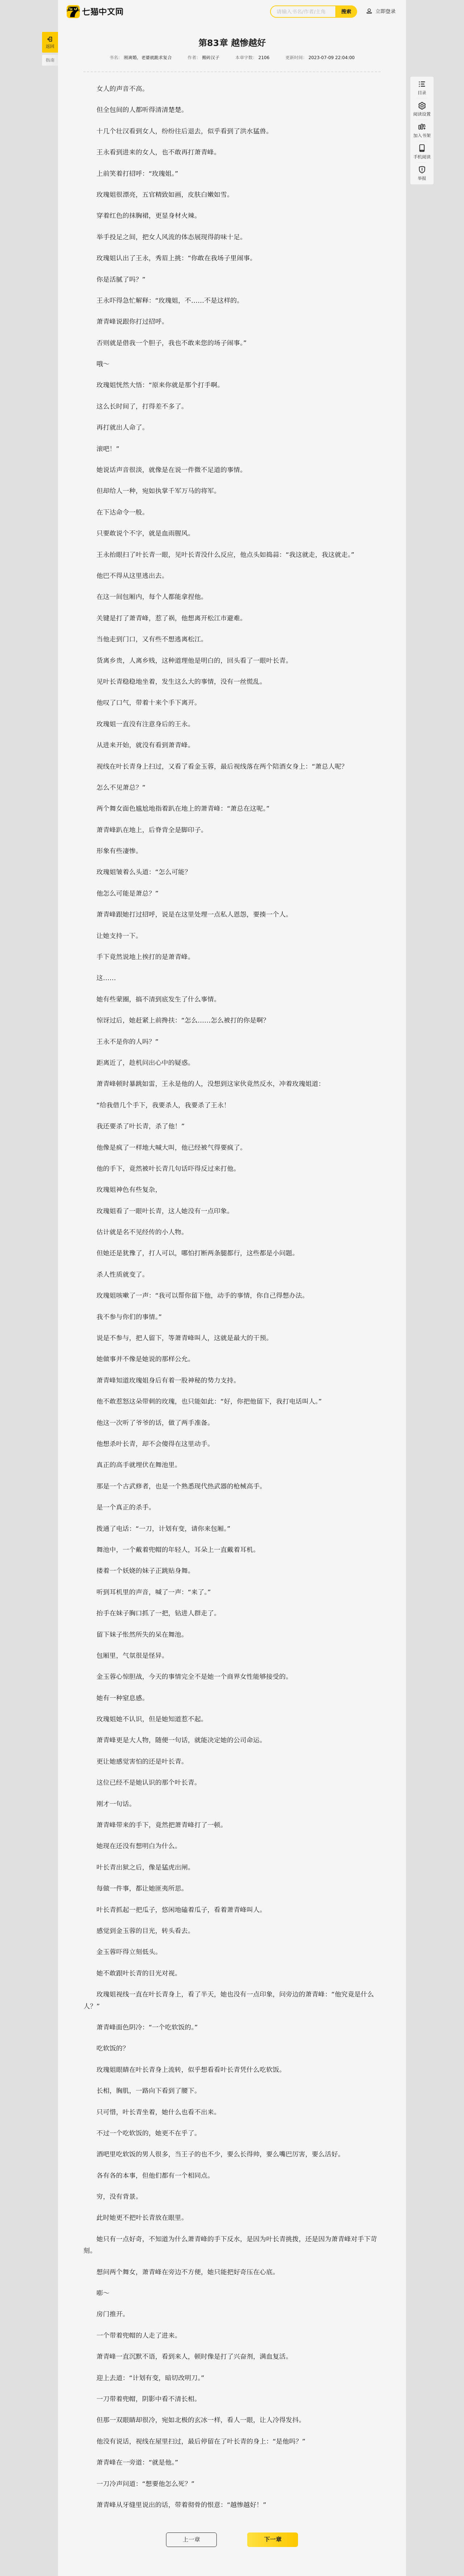 七猫中文网
请输入书名/作者/主角
搜索
立即登录
返回
指南
目录
阅读设置
加入书架
手机阅读
举报
第83章 越惨越好
作者：
搬砖汉子
本章字数：
2106
更新时间：
2023-07-09 22:04:00
女人的声音不高。
但全包间的人都听得清清楚楚。
十几个社汉看到女人，纷纷往后退去，似乎看到了洪水猛兽。
王永看到进来的女人，也不敢再打萧青峰。
上前笑着打招呼：“玫瑰姐。”
玫瑰姐很漂亮，五官精致如画，皮肤白嫩如雪。
穿着红色的抹胸裙，更显身材火辣。
举手投足之间，把女人风流的体态展现得韵味十足。
玫瑰姐认出了王永，秀眉上挑：“你敢在我场子里闹事。
你是活腻了吗？”
王永吓得急忙解释：“玫瑰姐，不……不是这样的。
萧青峰说跟你打过招呼。
否则就是借我一个胆子，我也不敢来您的场子闹事。”
哦～
玫瑰姐恍然大悟：“原来你就是那个打手啊。
这么长时间了，打得差不多了。
再打就出人命了。
滚吧！”
她说话声音很淡，就像是在说一件微不足道的事情。
但却给人一种，宛如执掌千军万马的将军。
在下达命令一般。
只要敢说个不字，就是血雨腥风。
王永抬眼扫了叶长青一眼，见叶长青没什么反应，他点头如捣蒜：“我这就走，我这就走。”
他巴不得从这里逃出去。
在这一间包厢内，每个人都能拿捏他。
关键是打了萧青峰，惹了祸，他想离开松江市避难。
当他走到门口，又有些不想逃离松江。
货离乡贵，人离乡贱，这种道理他是明白的，回头看了一眼叶长青。
见叶长青稳稳地坐着，发生这么大的事情，没有一丝慌乱。
他叹了口气，带着十来个手下离开。
玫瑰姐一直没有注意身后的王永。
从进来开始，就没有看到萧青峰。
视线在叶长青身上扫过，又看了看金玉蓉，最后视线落在两个陪酒女身上：“萧总人呢？
怎么不见萧总？”
两个舞女面色尴尬地指着趴在地上的萧青峰：“萧总在这呢。”
萧青峰趴在地上，后脊背全是脚印子。
形象有些凄惨。
玫瑰姐皱着么头道：“怎么可能？
他怎么可能是萧总？”
萧青峰跟她打过招呼，说是在这里处理一点私人恩怨，要揍一个人。
让她支持一下。
手下竟然说地上挨打的是萧青峰。
这……
她有些蒙圈，搞不清到底发生了什么事情。
惊讶过后，她赶紧上前搀扶：“怎么……怎么被打的你是啊？
王永不是你的人吗？”
距离近了，趁机问出心中的疑惑。
萧青峰顿时暴跳如雷，王永是他的人，没想到这家伙竟然反水，冲着玫瑰姐道：
“给我借几个手下，我要杀人，我要杀了王永！
我还要杀了叶长青，杀了他！”
他像是疯了一样地大喊大叫，他已经被气得要疯了。
他的手下，竟然被叶长青几句话吓得反过来打他。
玫瑰姐神色有些复杂，
玫瑰姐看了一眼叶长青，这人她没有一点印象。
估计就是名不见经传的小人物。
但她还是犹豫了，打人可以，哪怕打断两条腿都行，这些都是小问题。
杀人性质就变了。
玫瑰姐咳嗽了一声：“我可以帮你留下他，动手的事情，你自己得想办法。
我不参与你们的事情。”
说是不参与，把人留下，等萧青峰叫人，这就是最大的干预。
她做事并不像是她说的那样公允。
萧青峰知道玫瑰姐身后有着一股神秘的势力支持。
他不敢惹怒这朵带刺的玫瑰，也只能如此：“好，你把他留下，我打电话叫人。”
他这一次听了爷爷的话，做了两手准备。
他想杀叶长青，却不会傻得在这里动手。
真正的高手就埋伏在舞池里。
那是一个古武修者，也是一个熟悉现代热武器的枪械高手。
是一个真正的杀手。
拨通了电话：“一刀，计划有变，请你来包厢。”
舞池中，一个戴着兜帽的年轻人，耳朵上一直戴着耳机。
搂着一个妖娆的妹子正跳贴身舞。
听到耳机里的声音，喊了一声：“来了。”
抬手在妹子胸口抓了一把，钻进人群走了。
留下妹子怅然所失的呆在舞池。
包厢里，气氛很是怪异。
金玉蓉心惊胆战，今天的事情完全不是她一个商界女性能够接受的。
她有一种窒息感。
玫瑰姐她不认识，但是她知道惹不起。
萧青峰更是大人物，随便一句话，就能决定她的公司命运。
更让她感觉害怕的还是叶长青。
这位已经不是她认识的那个叶长青。
刚才一句话。
萧青峰带来的手下，竟然把萧青峰打了一顿。
她现在还没有想明白为什么。
叶长青出狱之后，像是猛虎出闸。
每做一件事，都让她匪夷所思。
叶长青抓起一把瓜子，悠闲地磕着瓜子，看着萧青峰叫人。
感觉到金玉蓉的目光，转头看去。
金玉蓉吓得立刻低头。
她不敢跟叶长青的目光对视。
玫瑰姐视线一直在叶长青身上，看了半天，她也没有一点印象，问旁边的萧青峰：“他究竟是什么
人？”
萧青峰面色阴冷：“一个吃软饭的。”
吃软饭的？
玫瑰姐眼睛在叶长青身上流转，似乎想看看叶长青凭什么吃软饭。
长相，胸肌，一路向下看到了腰下。
只可惜，叶长青坐着，她什么也看不出来。
不过一个吃软饭的，她更不在乎了。
酒吧里吃软饭的男人很多，当王子的也不少，要么长得帅，要么嘴巴厉害，要么活好。
各有各的本事，但他们都有一个相同点。
穷，没有背景。
此时她更不把叶长青放在眼里。
她只有一点好奇，不知道为什么萧青峰的手下反水，是因为叶长青挑拨，还是因为萧青峰对手下苛
刻。
想问两个舞女，萧青峰在旁边不方便，她只能把好奇压在心底。
嘭～
房门推开。
一个带着兜帽的人走了进来。
萧青峰一直沉默不语，看到来人，顿时像是打了兴奋剂，满血复活。
迎上去道：“计划有变，暗切改明刀。”
一刀带着兜帽，阴影中看不清长相。
但那一双眼睛却很冷，宛如北极的玄冰一样，看人一眼，让人冷得发抖。
他没有说话，视线在屋里扫过，最后停留在了叶长青的身上：“是他吗？”
萧青峰在一旁道：“就是他。”
一刀冷声问道：“想要他怎么死？”
萧青峰从牙缝里说出的话，带着彻骨的恨意：“越惨越好！”
上一章
下一章